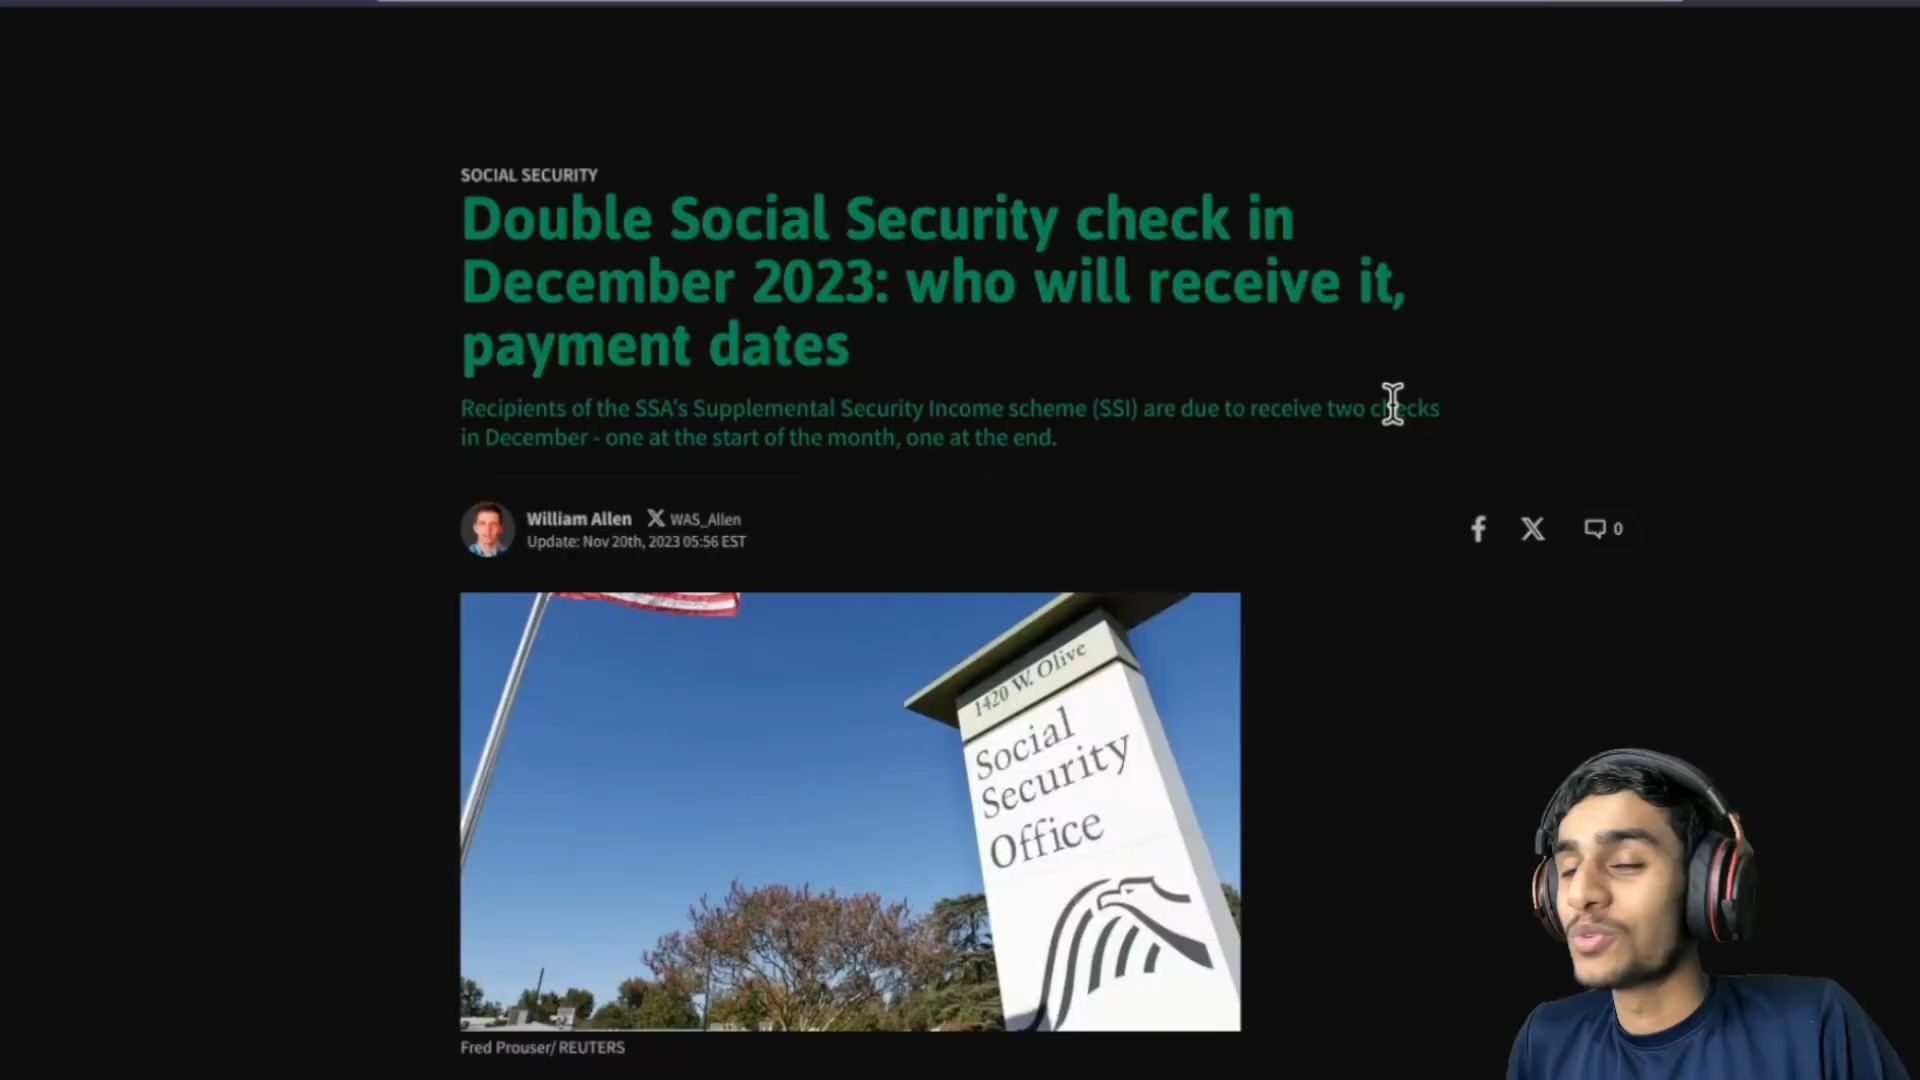 SOCIAL SECURITY
Double Social Security check in
December 2023: who will receive it,
payment dates
Recipients of the SSA's Supplemental Security Income scheme (SSI) are due to receive two checks
in December - one at the start of the month, one at the end.
William Allen X WAS_Allen
Update: Nov 20th, 2023 05:56 EST
f X 0
1420 W. Olive
Social
Security
Office
Fred Prouser/ REUTERS